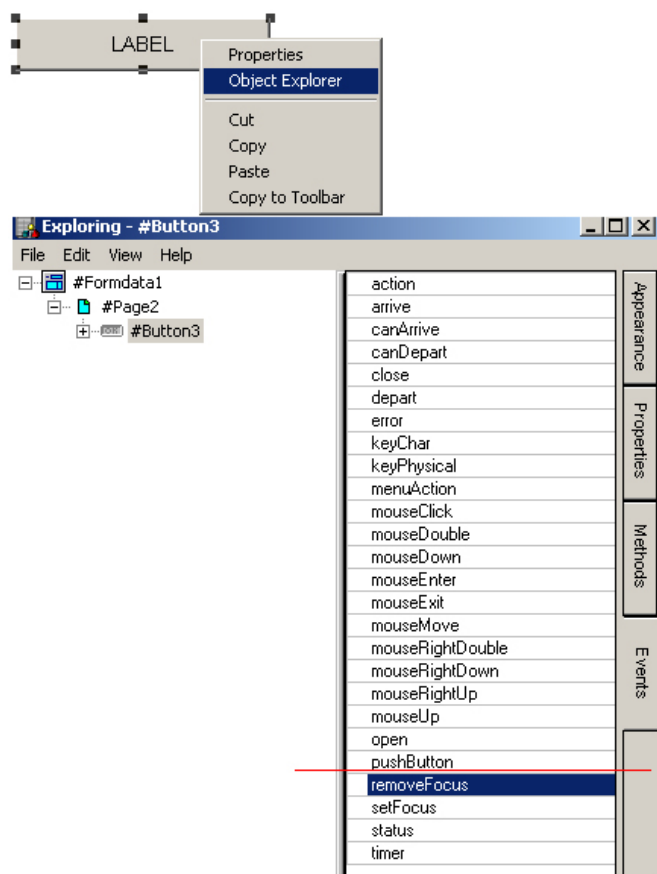 LABEL
Properties
Object Explorer
Cut
Copy
Paste
Copy to Toolbar
Exploring - #Button3
File Edit View Help
#Formdata1
#Page2
#Button3
action
arrive
canArrive
canDepart
close
depart
error
keyChar
keyPhysical
menuAction
mouseClick
mouseDouble
mouseDown
mouseEnter
mouseExit
mouseMove
mouseRightDouble
mouseRightDown
mouseRightUp
mouseUp
open
pushButton
removeFocus
setFocus
status
timer
Appearance
Properties
Methods
Events